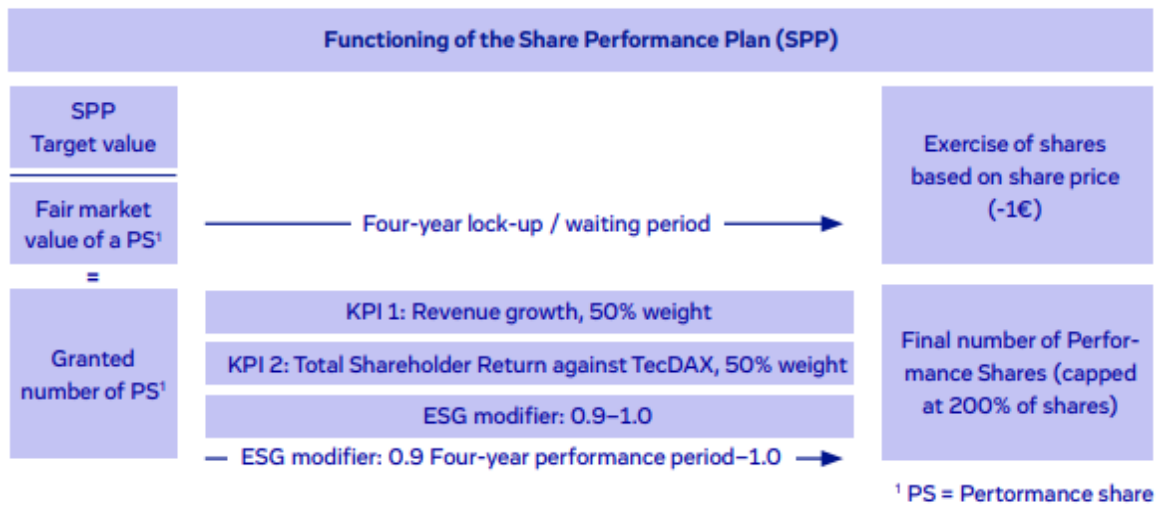 Functioning of the Share Performance Plan (SPP)
SPP
Target value
Fair market
value of a PS¹
=
Granted
number of PS¹
Four-year lock-up / waiting period
KPI 1: Revenue growth, 50% weight
KPI 2: Total Shareholder Return against TecDAX, 50% weight
ESG modifier: 0.9–1.0
ESG modifier: 0.9 Four-year performance period–1.0
Exercise of shares
based on share price
(-1€)
Final number of Perfor-
mance Shares (capped
at 200% of shares)
¹ PS = Pertormance share